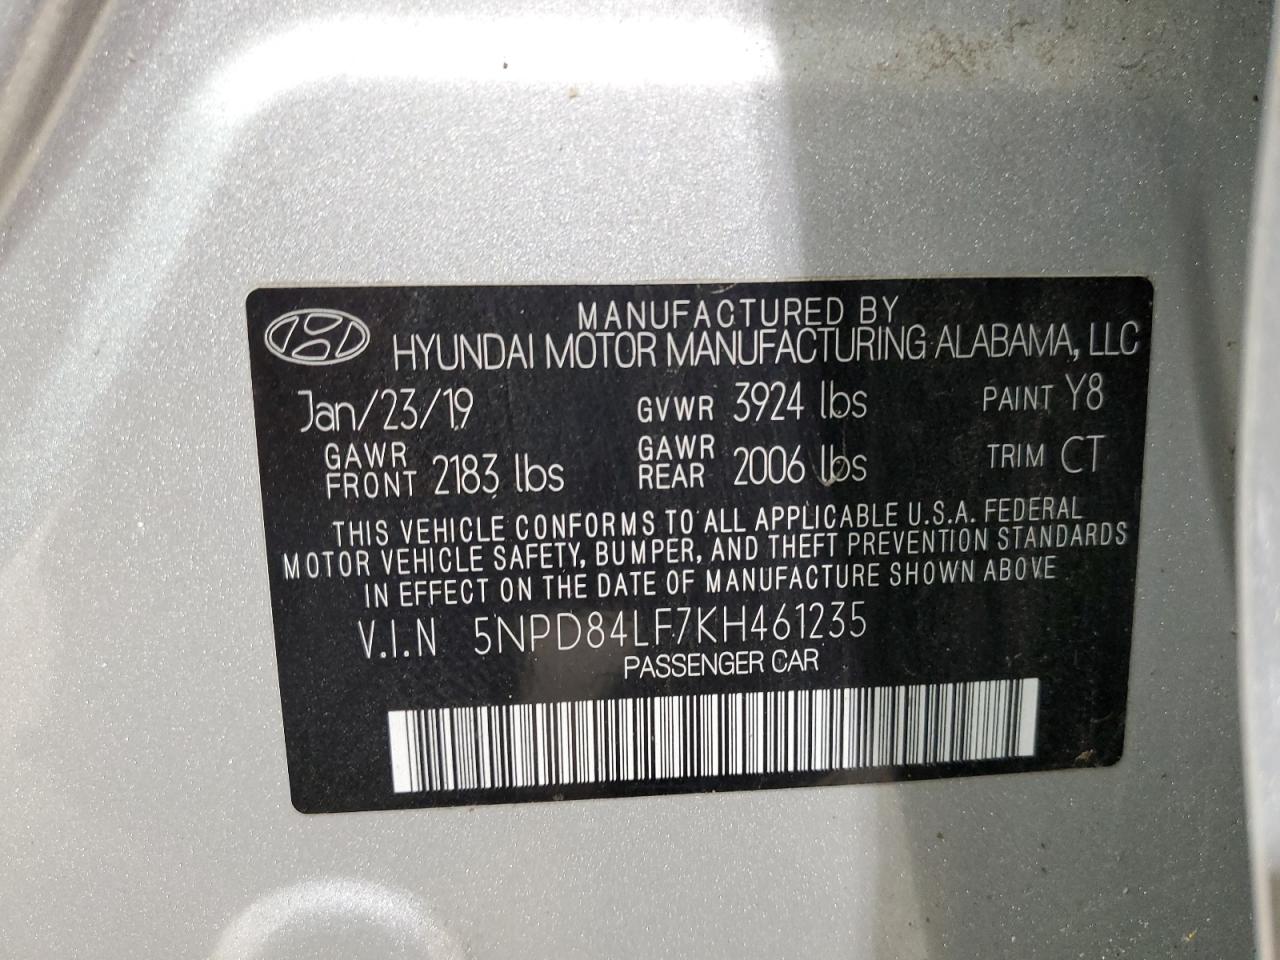 MANUFACTURED BY
HYUNDAI MOTOR MANUFACTURING ALABAMA, LLC
Jan/23/19 GVWR 3924 lbs PAINT Y8
GAWR FRONT 2183 lbs GAWR REAR 2006 lbs TRIM CT
THIS VEHICLE CONFORMS TO ALL APPLICABLE U.S.A. FEDERAL
MOTOR VEHICLE SAFETY, BUMPER, AND THEFT PREVENTION STANDARDS
IN EFFECT ON THE DATE OF MANUFACTURE SHOWN ABOVE
V.I.N 5NPD84LF7KH461235
PASSENGER CAR